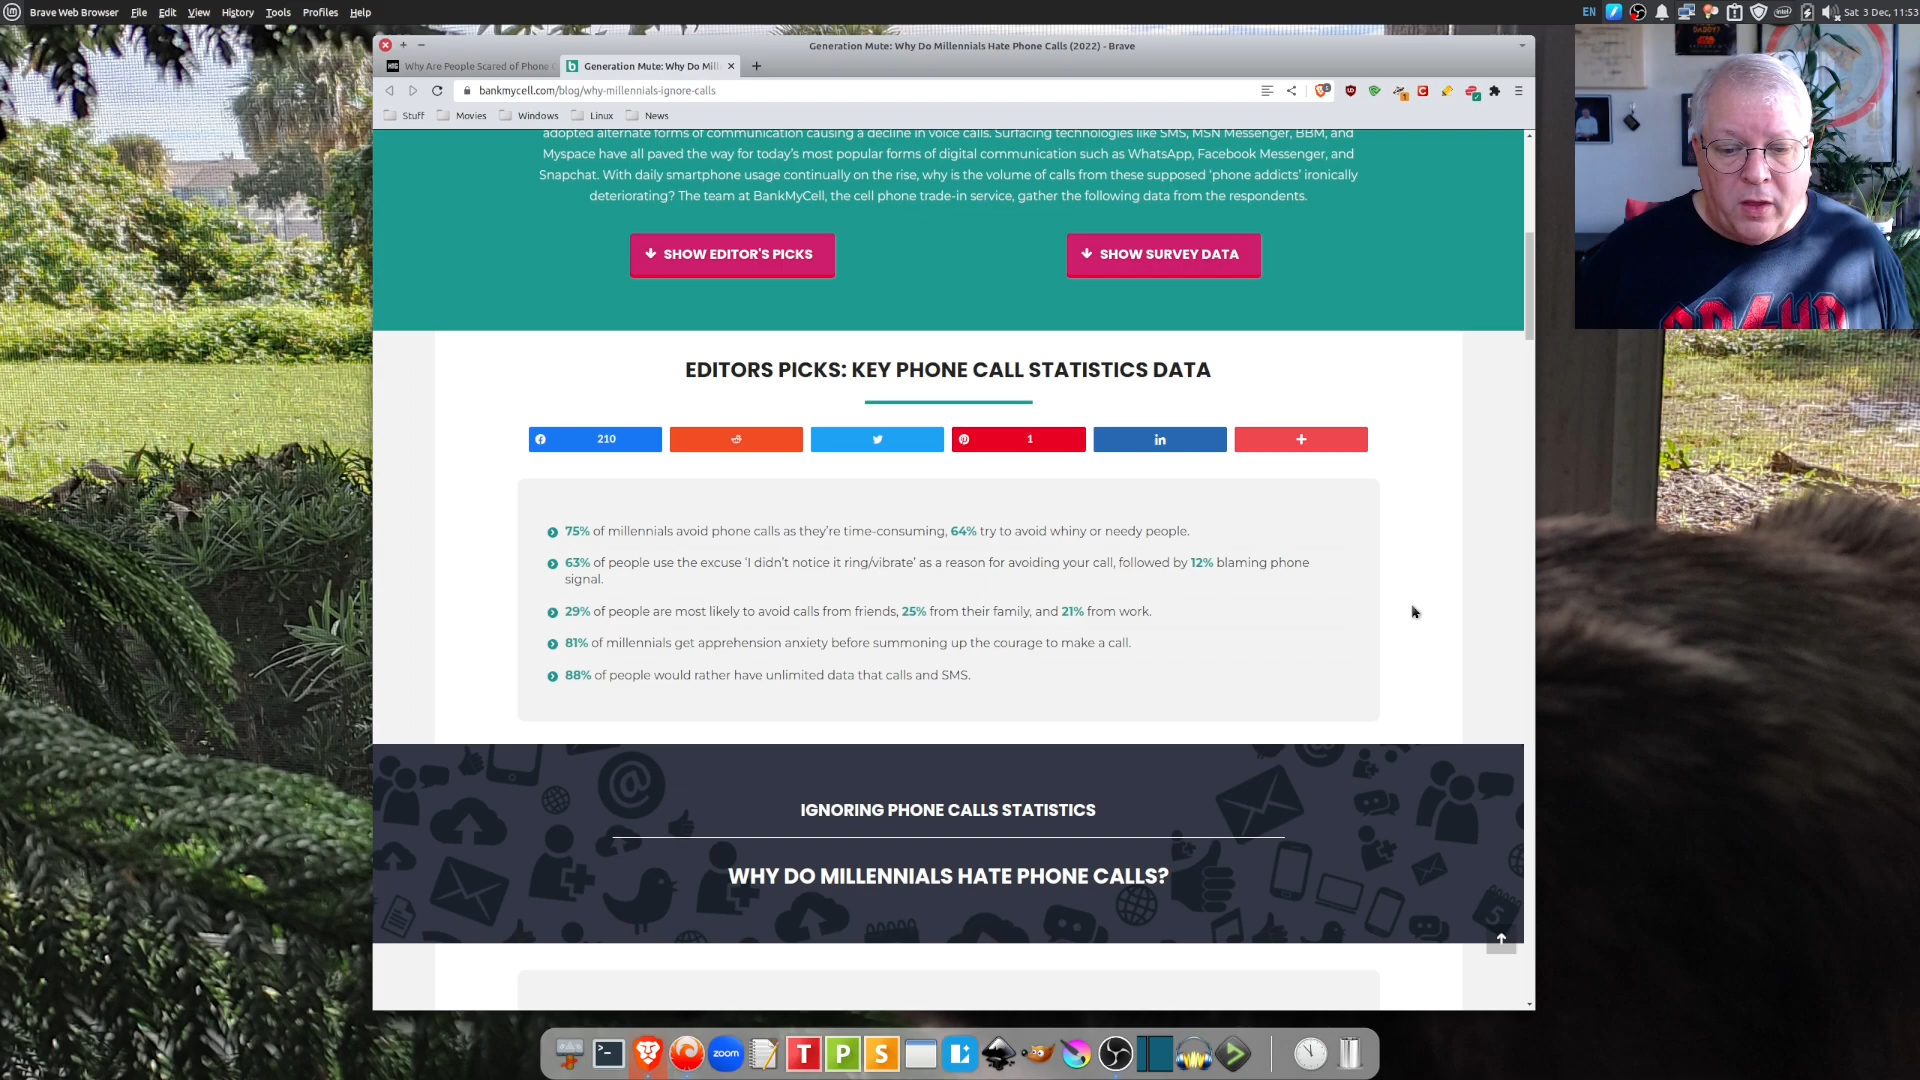 Brave Web Browser File Edit View History Tools Profiles Help
EN
Sat 3 Dec, 11:53
Generation Mute: Why Do Millennials Hate Phone Calls (2022) - Brave
Why Are People Scared of Phone
Generation Mute: Why Do Mill
bankmycell.com/blog/why-millennials-ignore-calls
Stuff Movies Windows Linux News
adopted alternate forms of communication causing a decline in voice calls. Surfacing technologies like SMS, MSN Messenger, BBM, and
Myspace have all paved the way for today's most popular forms of digital communication such as WhatsApp, Facebook Messenger, and
Snapchat. With daily smartphone usage continually on the rise, why is the volume of calls from these supposed 'phone addicts' ironically
deteriorating? The team at BankMyCell, the cell phone trade-in service, gather the following data from the respondents.
SHOW EDITOR'S PICKS
SHOW SURVEY DATA
EDITORS PICKS: KEY PHONE CALL STATISTICS DATA
210
1
in
75% of millennials avoid phone calls as they're time-consuming, 64% try to avoid whiny or needy people.
63% of people use the excuse 'I didn't notice it ring/vibrate' as a reason for avoiding your call, followed by 12% blaming phone
signal.
29% of people are most likely to avoid calls from friends, 25% from their family, and 21% from work.
81% of millennials get apprehension anxiety before summoning up the courage to make a call.
88% of people would rather have unlimited data that calls and SMS.
IGNORING PHONE CALLS STATISTICS
WHY DO MILLENNIALS HATE PHONE CALLS?
5
zoom
T
P
S